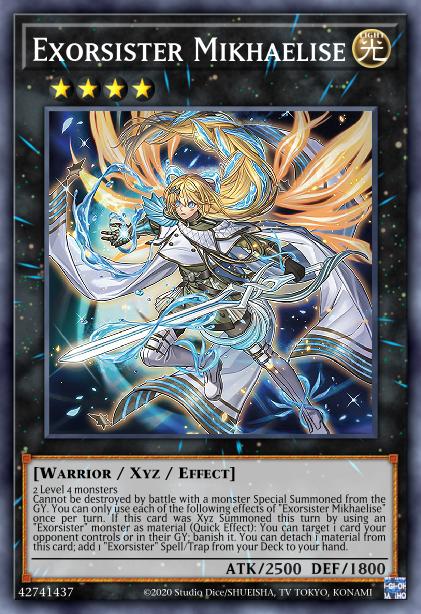 EXORSISTER MIKHAELISE
LIGHT
光
[WARRIOR / XYZ / EFFECT]
2 Level 4 monsters
Cannot be destroyed by battle with a monster Special Summoned from the
GY. You can only use each of the following effects of "Exorsister Mikhaelise"
once per turn. If this card was Xyz Summoned this turn by using an
"Exorsister" monster as material (Quick Effect): You can target 1 card your
opponent controls or in their GY; banish it. You can detach 1 material from
this card; add 1 "Exorsister" Spell/Trap from your Deck to your hand.
ATK/2500 DEF/1800
42741437
©2020 Studio Dice/SHUEISHA, TV TOKYO, KONAMI